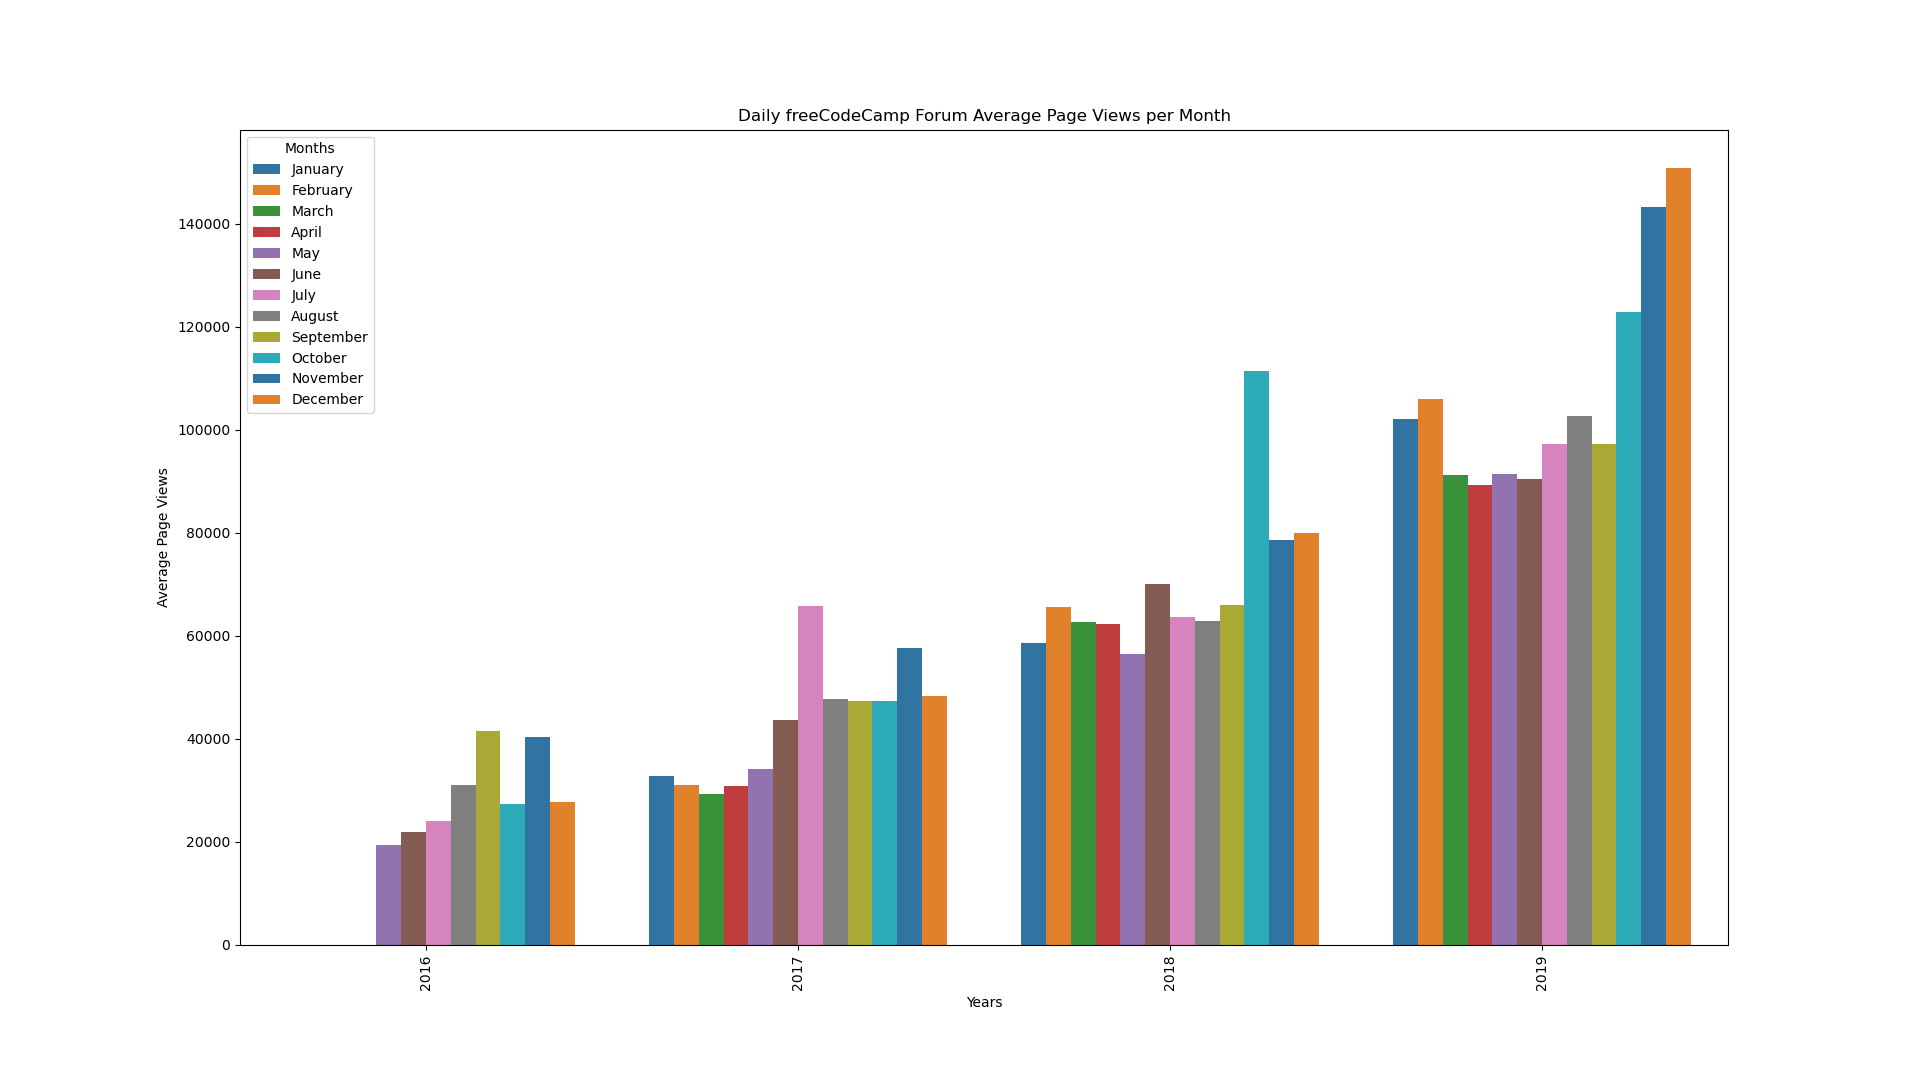 Daily freeCodeCamp Forum Average Page Views per Month
Months
January
February
March
April
May
June
July
August
September
October
November
December
140000
120000
100000
80000
60000
40000
20000
0
Average Page Views
2016
2017
2018
2019
Years